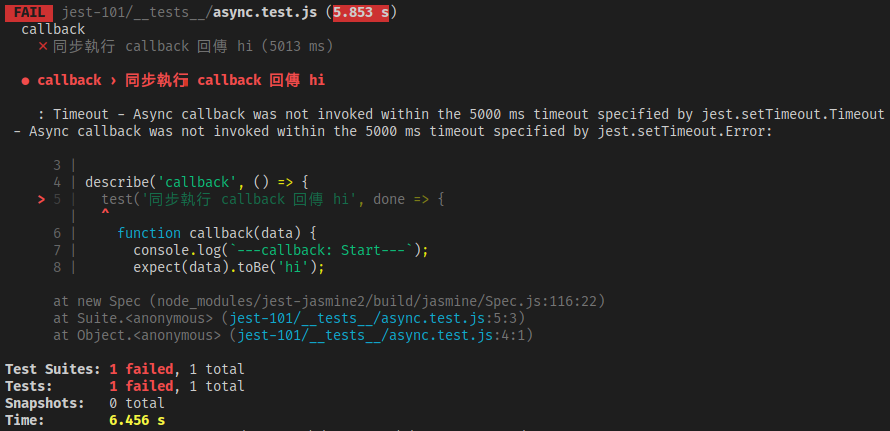 FAIL jest-101/__tests__/async.test.js (5.853 s)
callback
✕ 同步執行 callback 回傳 hi (5013 ms)
● callback › 同步執行 callback 回傳 hi
: Timeout - Async callback was not invoked within the 5000 ms timeout specified by jest.setTimeout.Timeout
- Async callback was not invoked within the 5000 ms timeout specified by jest.setTimeout.Error:
3 |
4 | describe('callback', () => {
> 5 | test('同步執行 callback 回傳 hi', done => {
| ^
6 | function callback(data) {
7 | console.log(`---callback: Start---`);
8 | expect(data).toBe('hi');
at new Spec (node_modules/jest-jasmine2/build/jasmine/Spec.js:116:22)
at Suite.<anonymous> (jest-101/__tests__/async.test.js:5:3)
at Object.<anonymous> (jest-101/__tests__/async.test.js:4:1)
Test Suites: 1 failed, 1 total
Tests: 1 failed, 1 total
Snapshots: 0 total
Time: 6.456 s